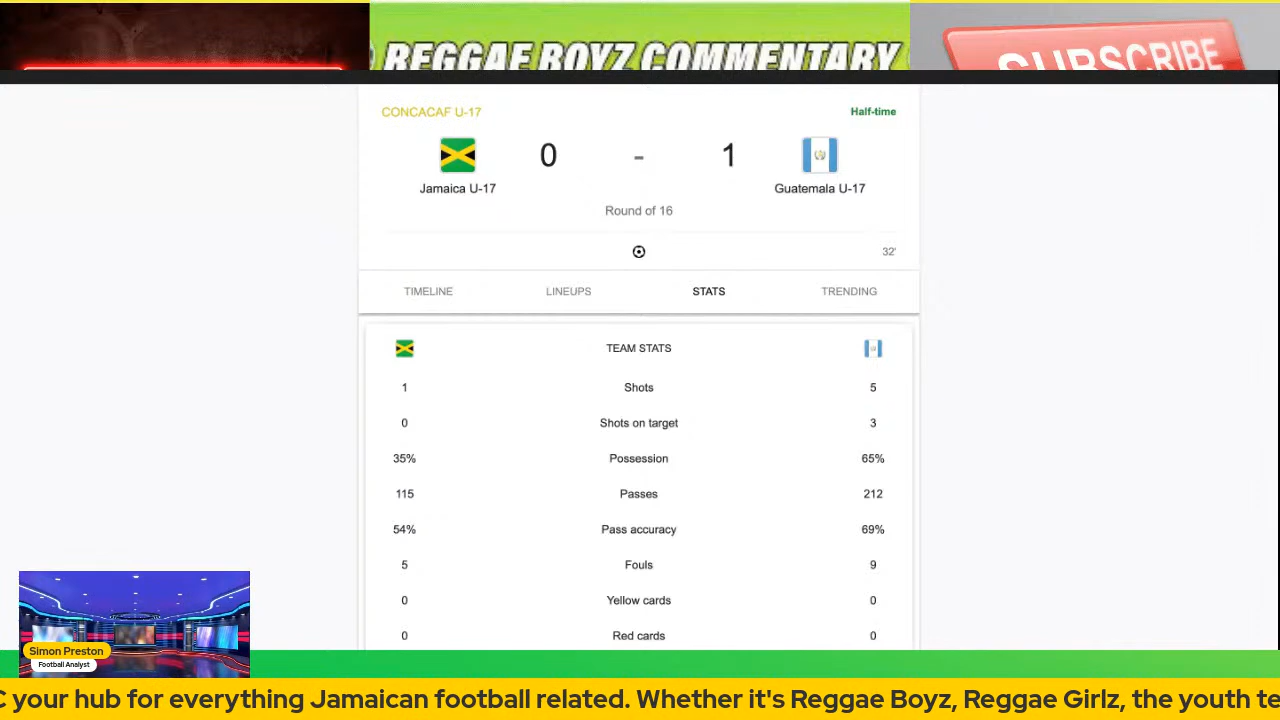 REGGAE BOYZ COMMENTARY
SUBSCRIBE
CONCACAF U-17
Half-time
0 - 1
Jamaica U-17
Guatemala U-17
Round of 16
32'
TIMELINE LINEUPS STATS TRENDING
TEAM STATS
1 Shots 5
0 Shots on target 3
35% Possession 65%
115 Passes 212
54% Pass accuracy 69%
5 Fouls 9
0 Yellow cards 0
0 Red cards 0
Simon Preston
Football Analyst
C your hub for everything Jamaican football related. Whether it's Reggae Boyz, Reggae Girlz, the youth te